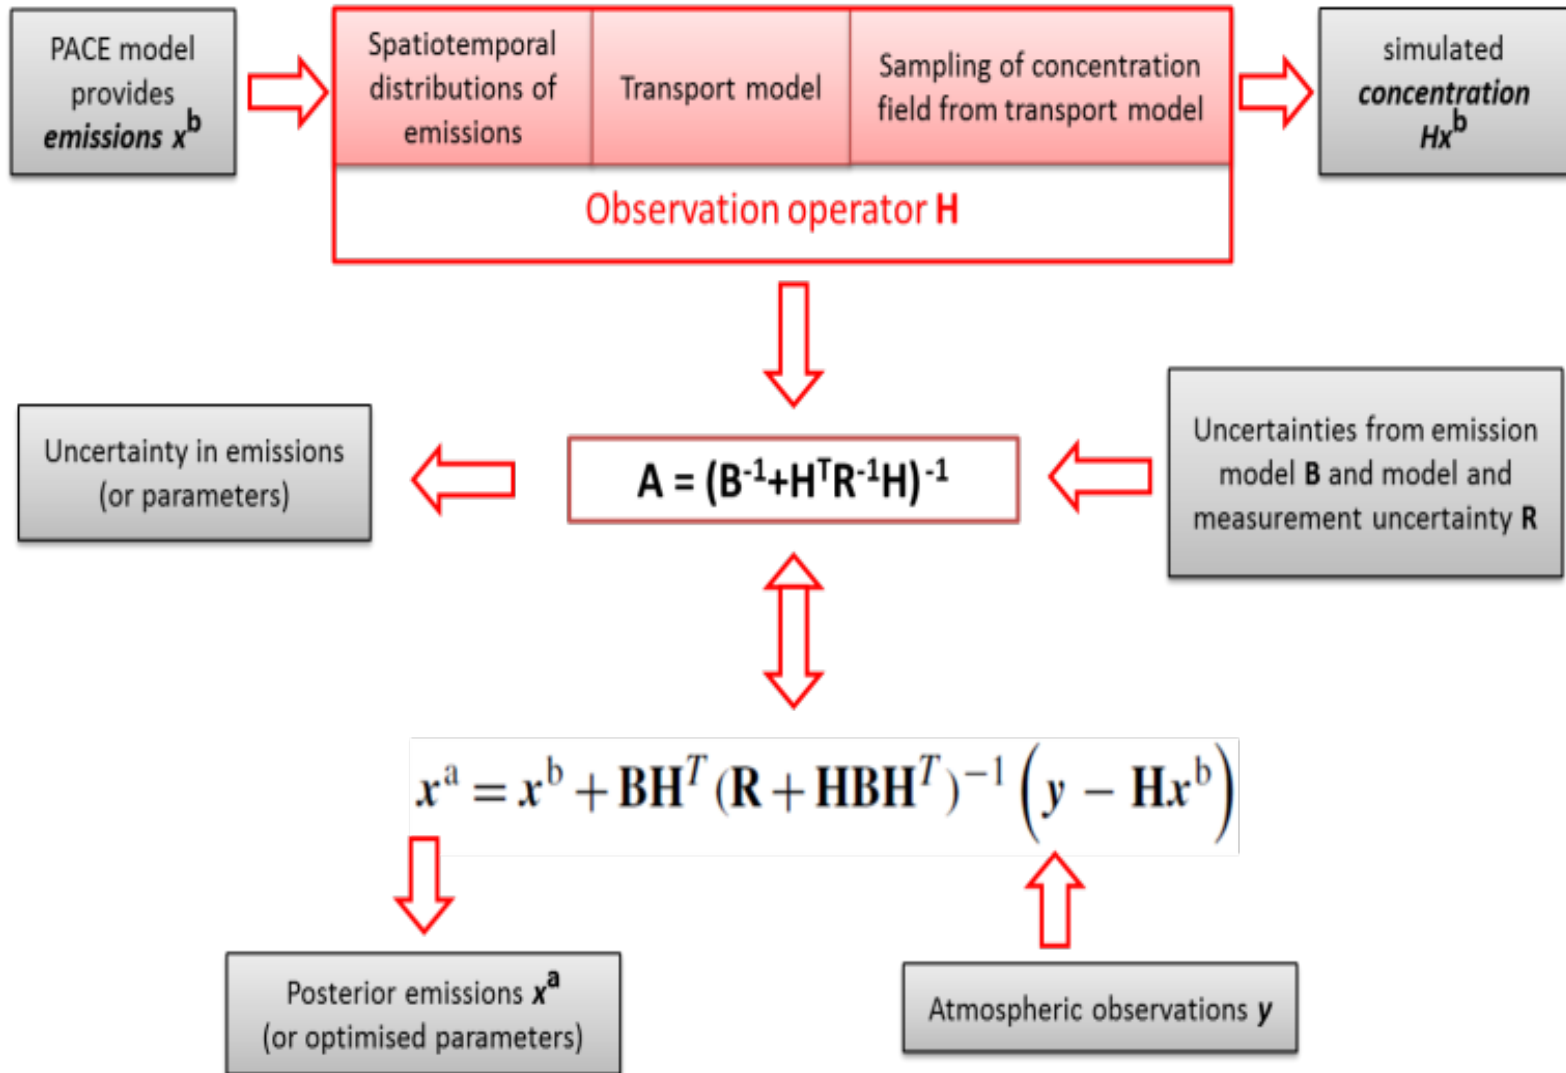 PACE model
provides
emissions x^b
Spatiotemporal
distributions of
emissions
Transport model
Sampling of concentration
field from transport model
Observation operator H
simulated
concentration
Hx^b
Uncertainty in emissions
(or parameters)
A = (B^-1+H^TR^-1H)^-1
Uncertainties from emission
model B and model and
measurement uncertainty R
x^a = x^b + BH^T(R + HBH^T)^-1 (y − Hx^b)
Posterior emissions x^a
(or optimised parameters)
Atmospheric observations y